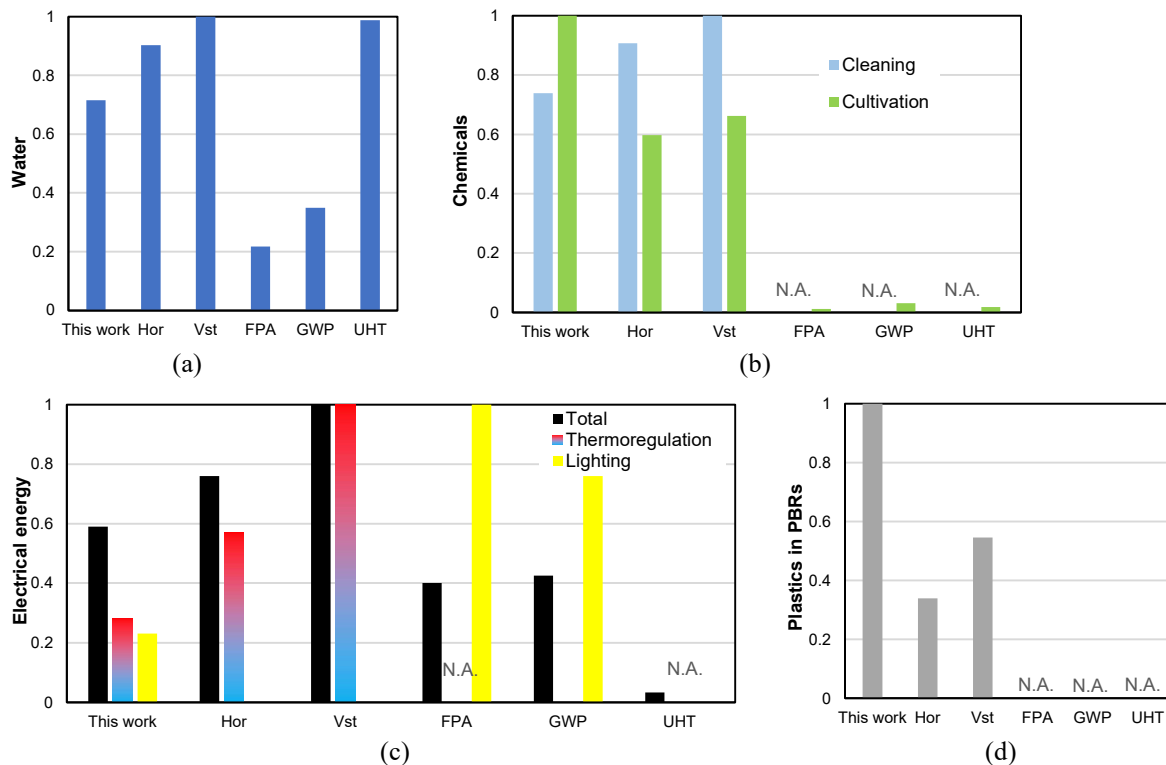 Water
1
0.8
0.6
0.4
0.2
0
This work Hor Vst FPA GWP UHT
(a)
Chemicals
1
0.8
0.6
0.4
0.2
0
Cleaning
Cultivation
N.A. N.A. N.A.
This work Hor Vst FPA GWP UHT
(b)
Electrical energy
1
0.8
0.6
0.4
0.2
0
Total
Thermoregulation
Lighting
N.A. N.A.
This work Hor Vst FPA GWP UHT
(c)
Plastics in PBRs
1
0.8
0.6
0.4
0.2
0
N.A. N.A. N.A.
This work Hor Vst FPA GWP UHT
(d)